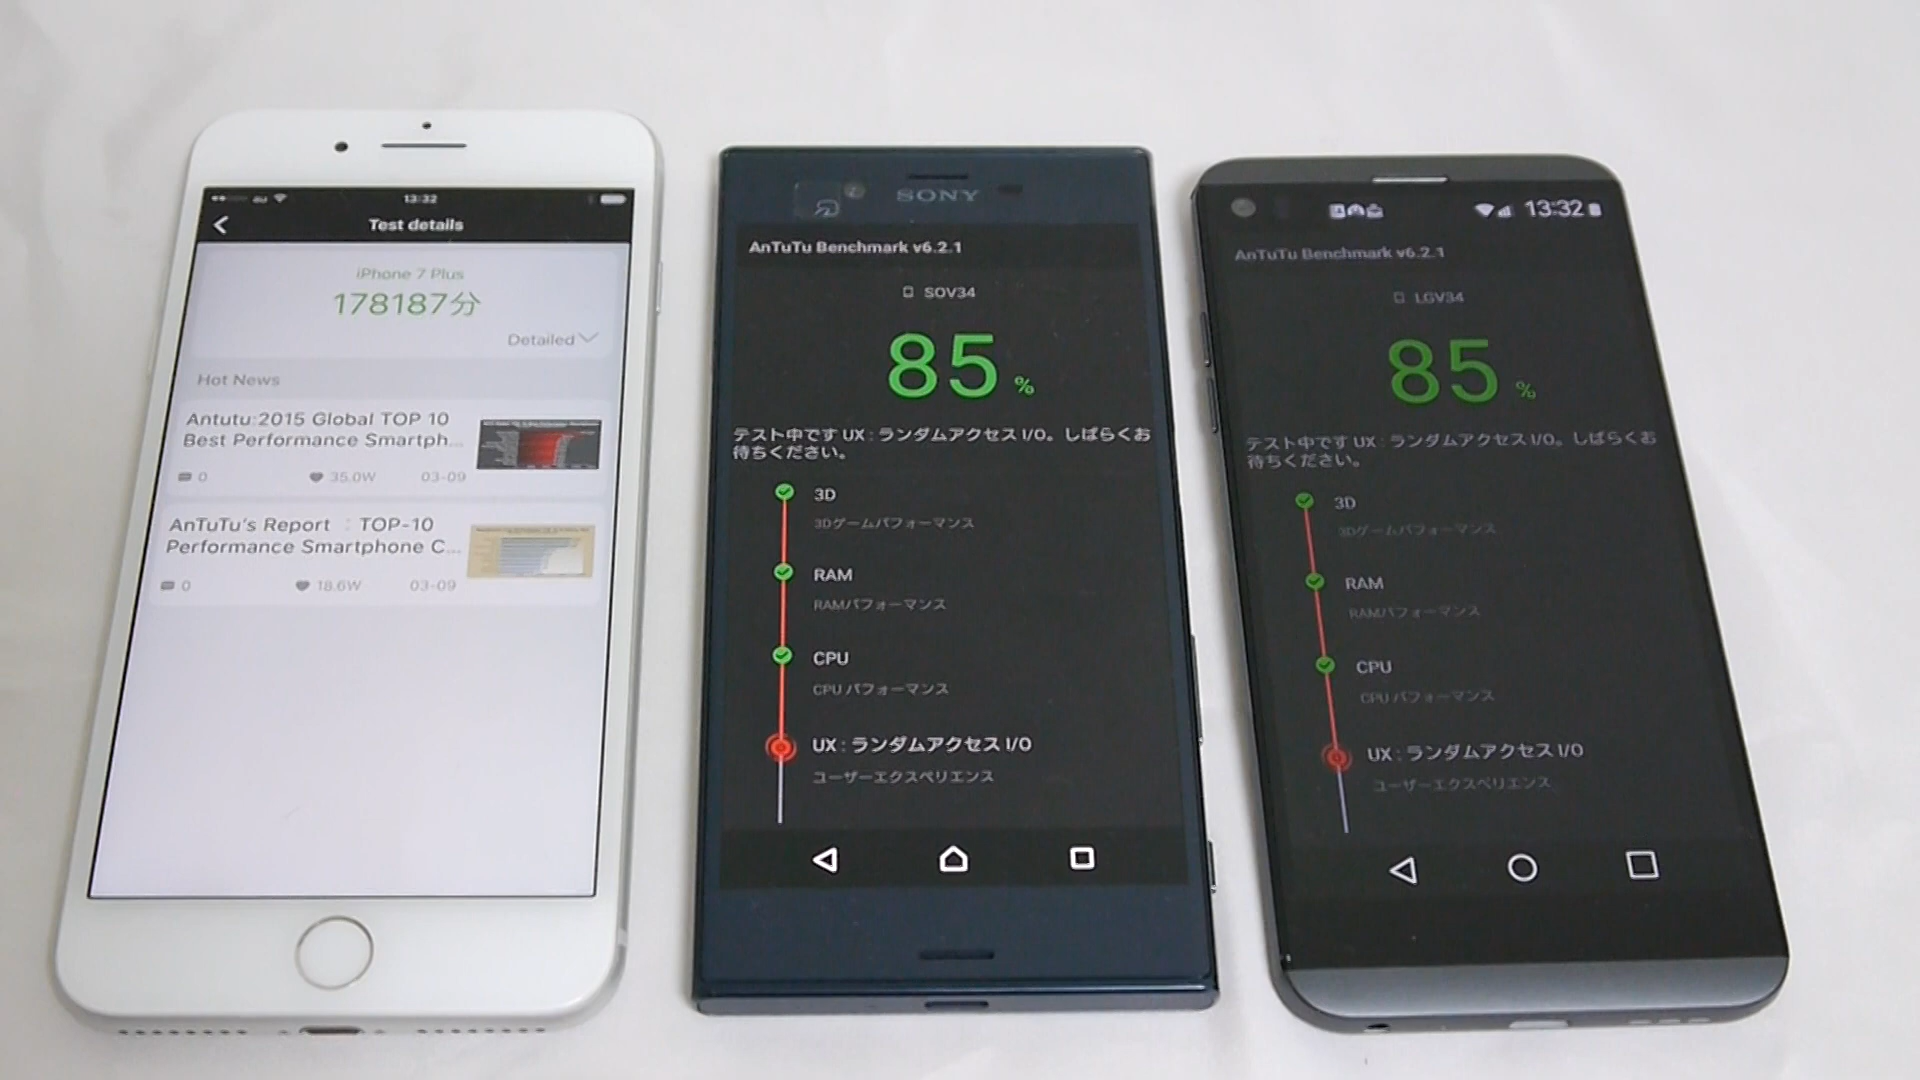 au
13:32
Test details
iPhone 7 Plus
178187分
Detailed
Hot News
Antutu:2015 Global TOP 10
Best Performance Smartph...
0 35.0W 03-09
AnTuTu's Report : TOP-10
Performance Smartphone C...
0 18.6W 03-09
SONY
AnTuTu Benchmark v6.2.1
SOV34
85%
テスト中です UX : ランダムアクセス I/O。しばらくお
待ちください。
3D
3Dゲームパフォーマンス
RAM
RAMパフォーマンス
CPU
CPU パフォーマンス
UX : ランダムアクセス I/O
ユーザーエクスペリエンス
13:32
AnTuTu Benchmark v6.2.1
LGV34
85%
テスト中です UX : ランダムアクセス I/O。しばらくお
待ちください。
3D
3Dゲームパフォーマンス
RAM
RAMパフォーマンス
CPU
CPU パフォーマンス
UX : ランダムアクセス I/O
ユーザーエクスペリエンス